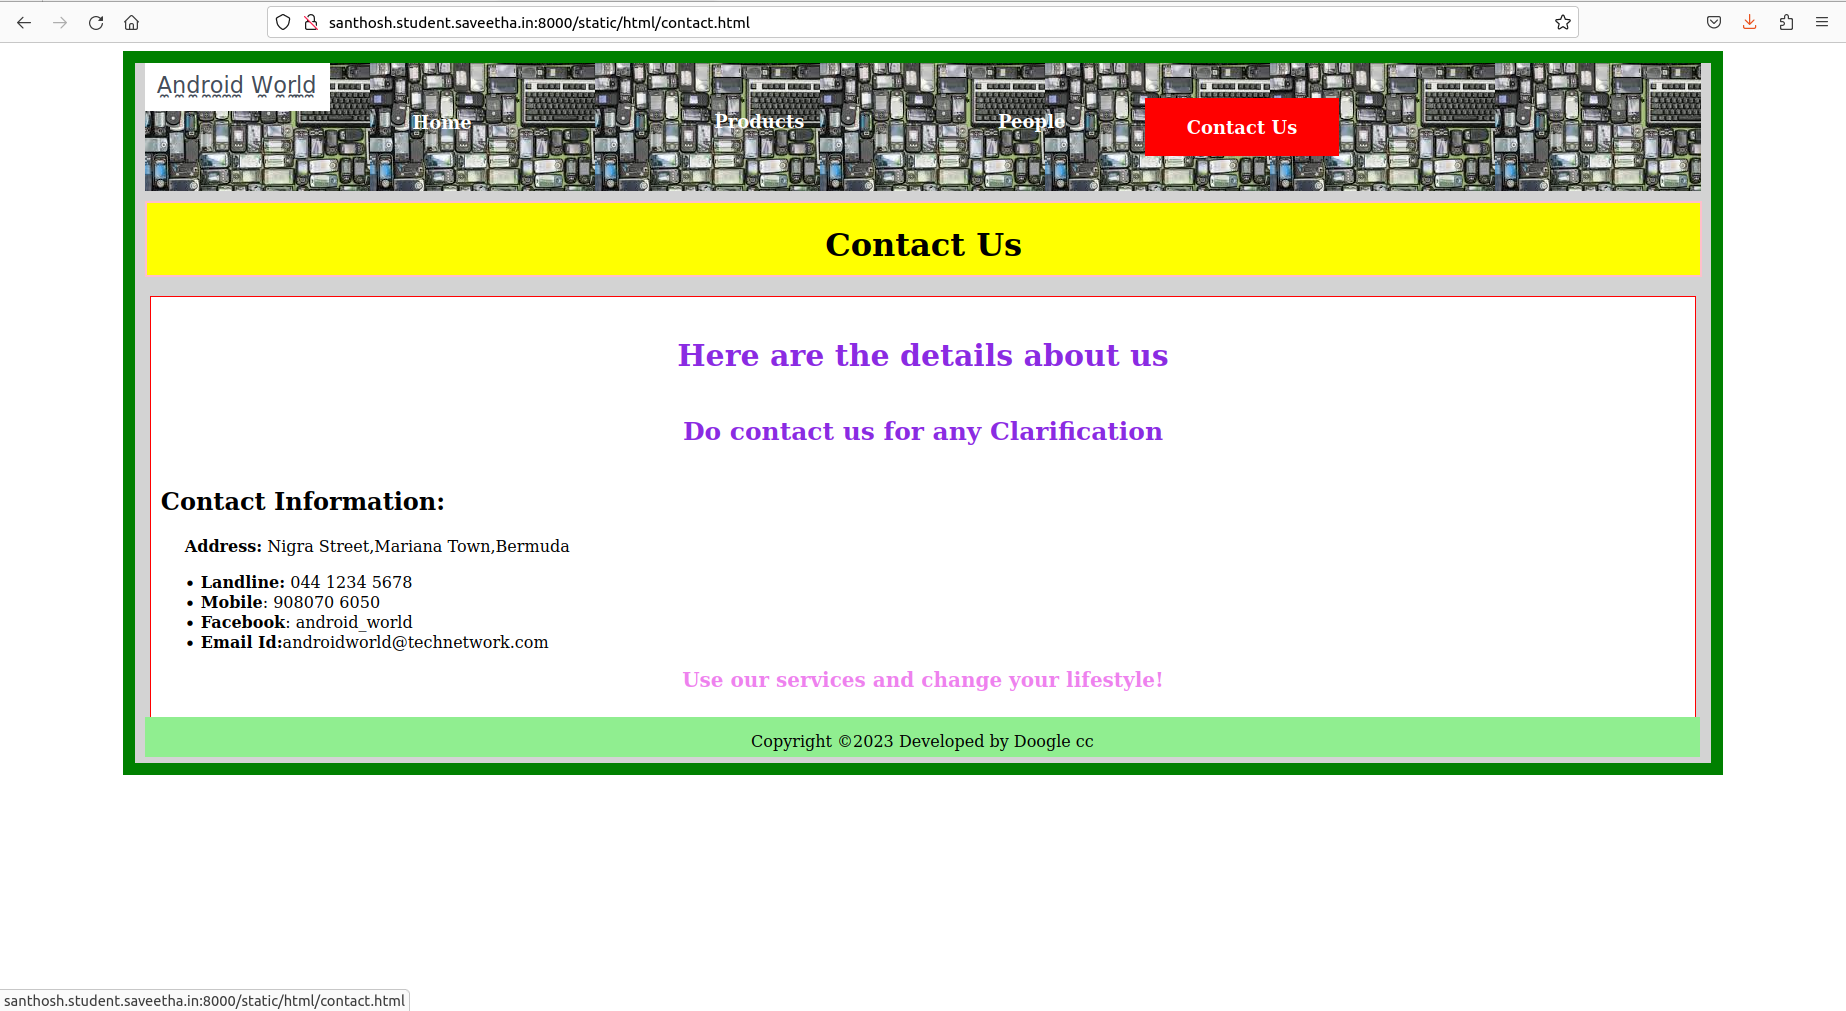 santhosh.student.saveetha.in:8000/static/html/contact.html
Android World
Home
Products
People
Contact Us
Contact Us
Here are the details about us
Do contact us for any Clarification
Contact Information:
Address: Nigra Street,Mariana Town,Bermuda
• Landline: 044 1234 5678
• Mobile: 908070 6050
• Facebook: android_world
• Email Id:androidworld@technetwork.com
Use our services and change your lifestyle!
Copyright ©2023 Developed by Doogle cc
santhosh.student.saveetha.in:8000/static/html/contact.html